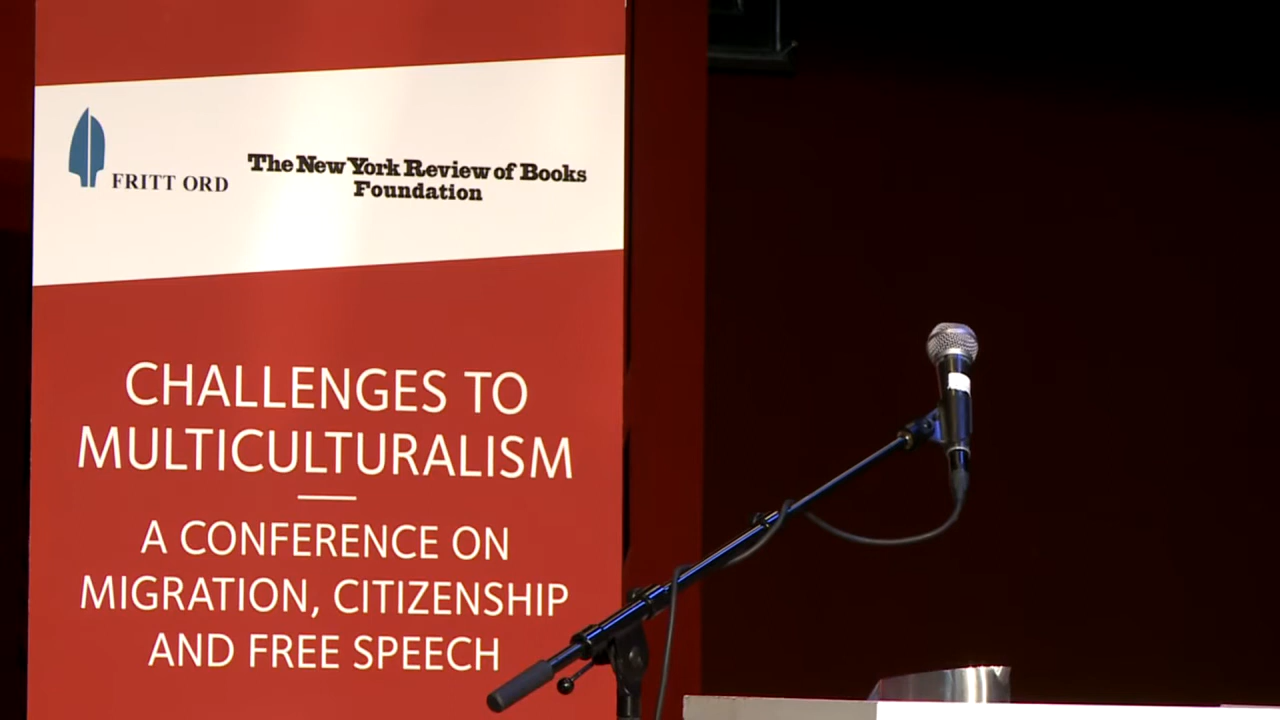 FRITT ORD
The New York Review of Books
Foundation
CHALLENGES TO
MULTICULTURALISM
A CONFERENCE ON
MIGRATION, CITIZENSHIP
AND FREE SPEECH